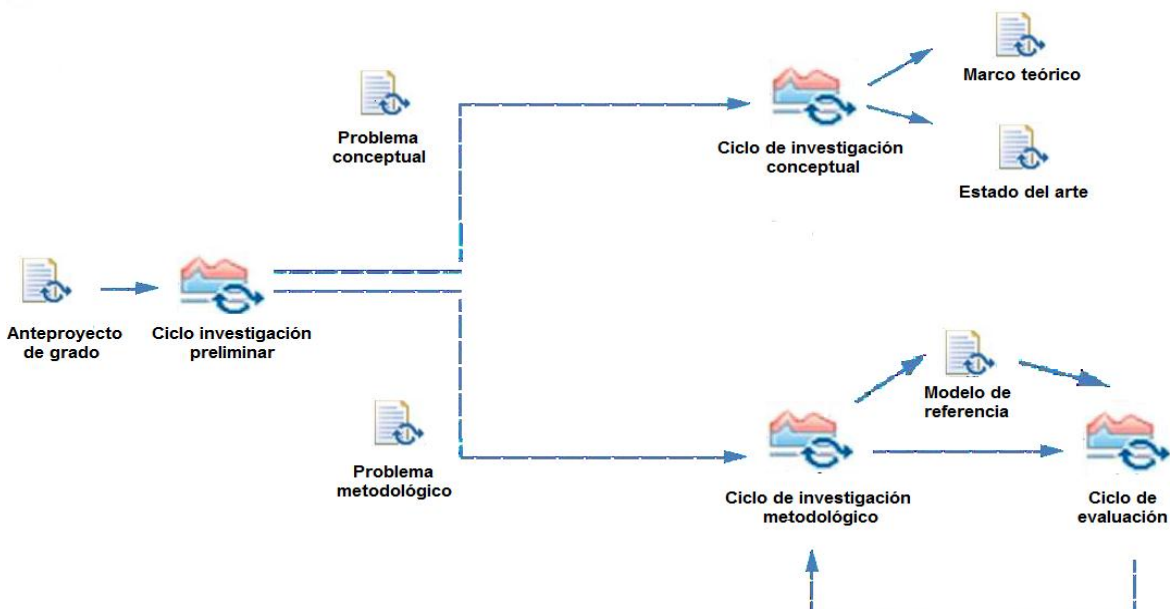 Marco teórico
Problema
conceptual
Ciclo de investigación
conceptual
Estado del arte
Anteproyecto
de grado
Ciclo investigación
preliminar
Modelo de
referencia
Problema
metodológico
Ciclo de investigación
metodológico
Ciclo de
evaluación